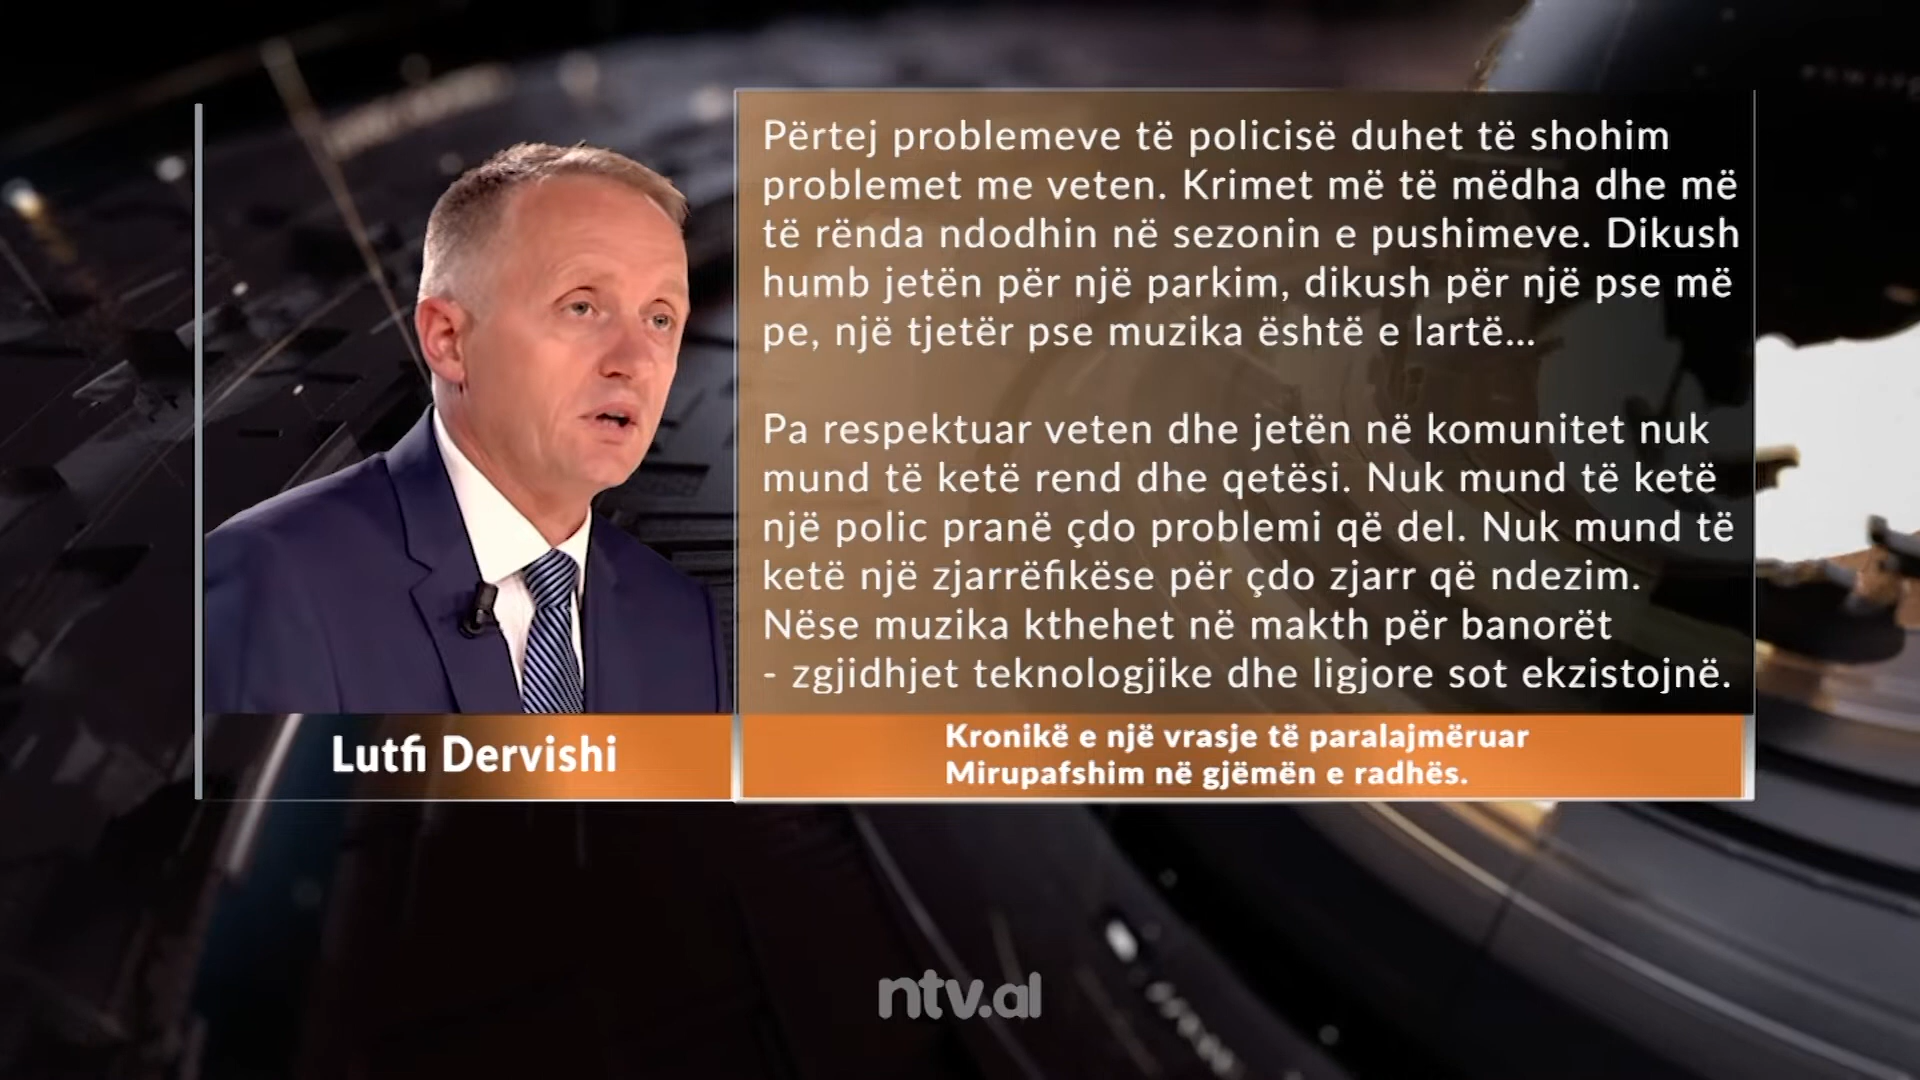 Përtej problemeve të policisë duhet të shohim
problemet me veten. Krimet më të mëdha dhe më
të rënda ndodhin në sezonin e pushimeve. Dikush
humb jetën për një parkim, dikush për një pse më
pe, një tjetër pse muzika është e lartë...
Pa respektuar veten dhe jetën në komunitet nuk
mund të ketë rend dhe qetësi. Nuk mund të ketë
një polic pranë çdo problemi që del. Nuk mund të
ketë një zjarrëfikëse për çdo zjarr që ndezim.
Nëse muzika kthehet në makth për banorët
- zgjidhjet teknologjike dhe ligjore sot ekzistojnë.
Lutfi Dervishi
Kronikë e një vrasje të paralajmëruar
Mirupafshim në gjëmën e radhës.
ntv.al